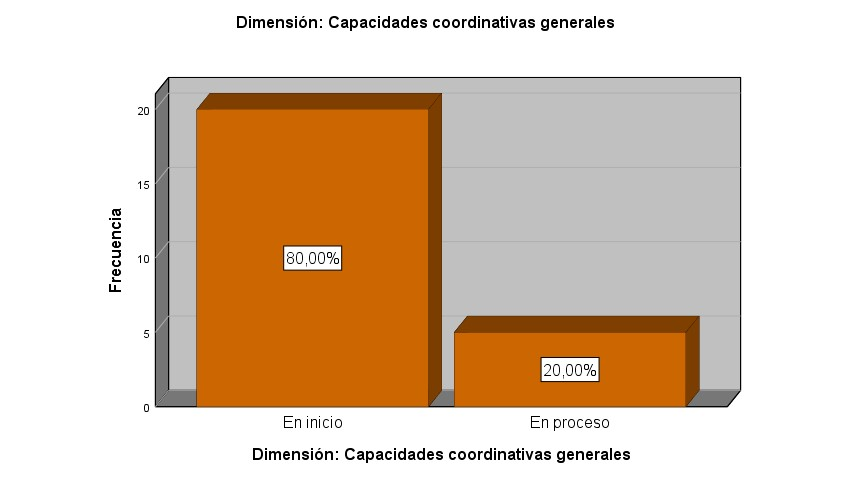 Dimensión: Capacidades coordinativas generales
20
15
10
5
0
Frecuencia
80,00%
20,00%
En inicio
En proceso
Dimensión: Capacidades coordinativas generales